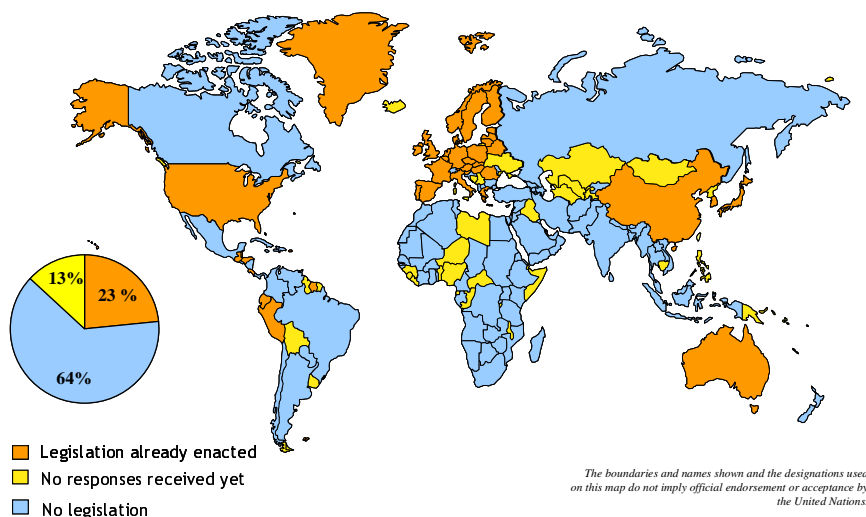 13%
23 %
64%
Legislation already enacted
No responses received yet
No legislation
The boundaries and names shown and the designations used
on this map do not imply official endorsement or acceptance by
the United Nations.